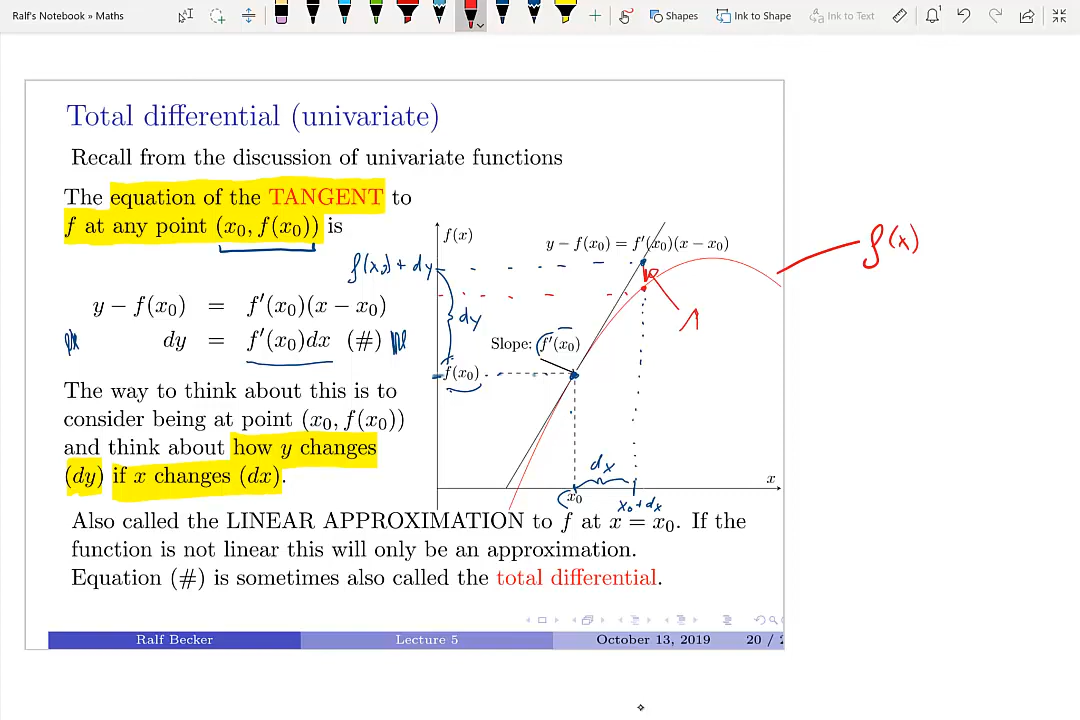 Ralf's Notebook » Maths
Shapes
Ink to Shape
Ink to Text
1
Total differential (univariate)
Recall from the discussion of univariate functions
The equation of the TANGENT to
f at any point (x₀, f(x₀)) is
y − f(x₀) = f′(x₀)(x − x₀)
dy = f′(x₀)dx (#)
The way to think about this is to
consider being at point (x₀, f(x₀))
and think about how y changes
(dy) if x changes (dx).
f(x)
y − f(x₀) = f′(x₀)(x − x₀)
f(x)
f(x₀) + dy
dy
Slope: f′(x₀)
f(x₀)
dx
x
x₀
x₀ + dx
Also called the LINEAR APPROXIMATION to f at x = x₀. If the
function is not linear this will only be an approximation.
Equation (#) is sometimes also called the total differential.
Ralf Becker
Lecture 5
October 13, 2019
20 /